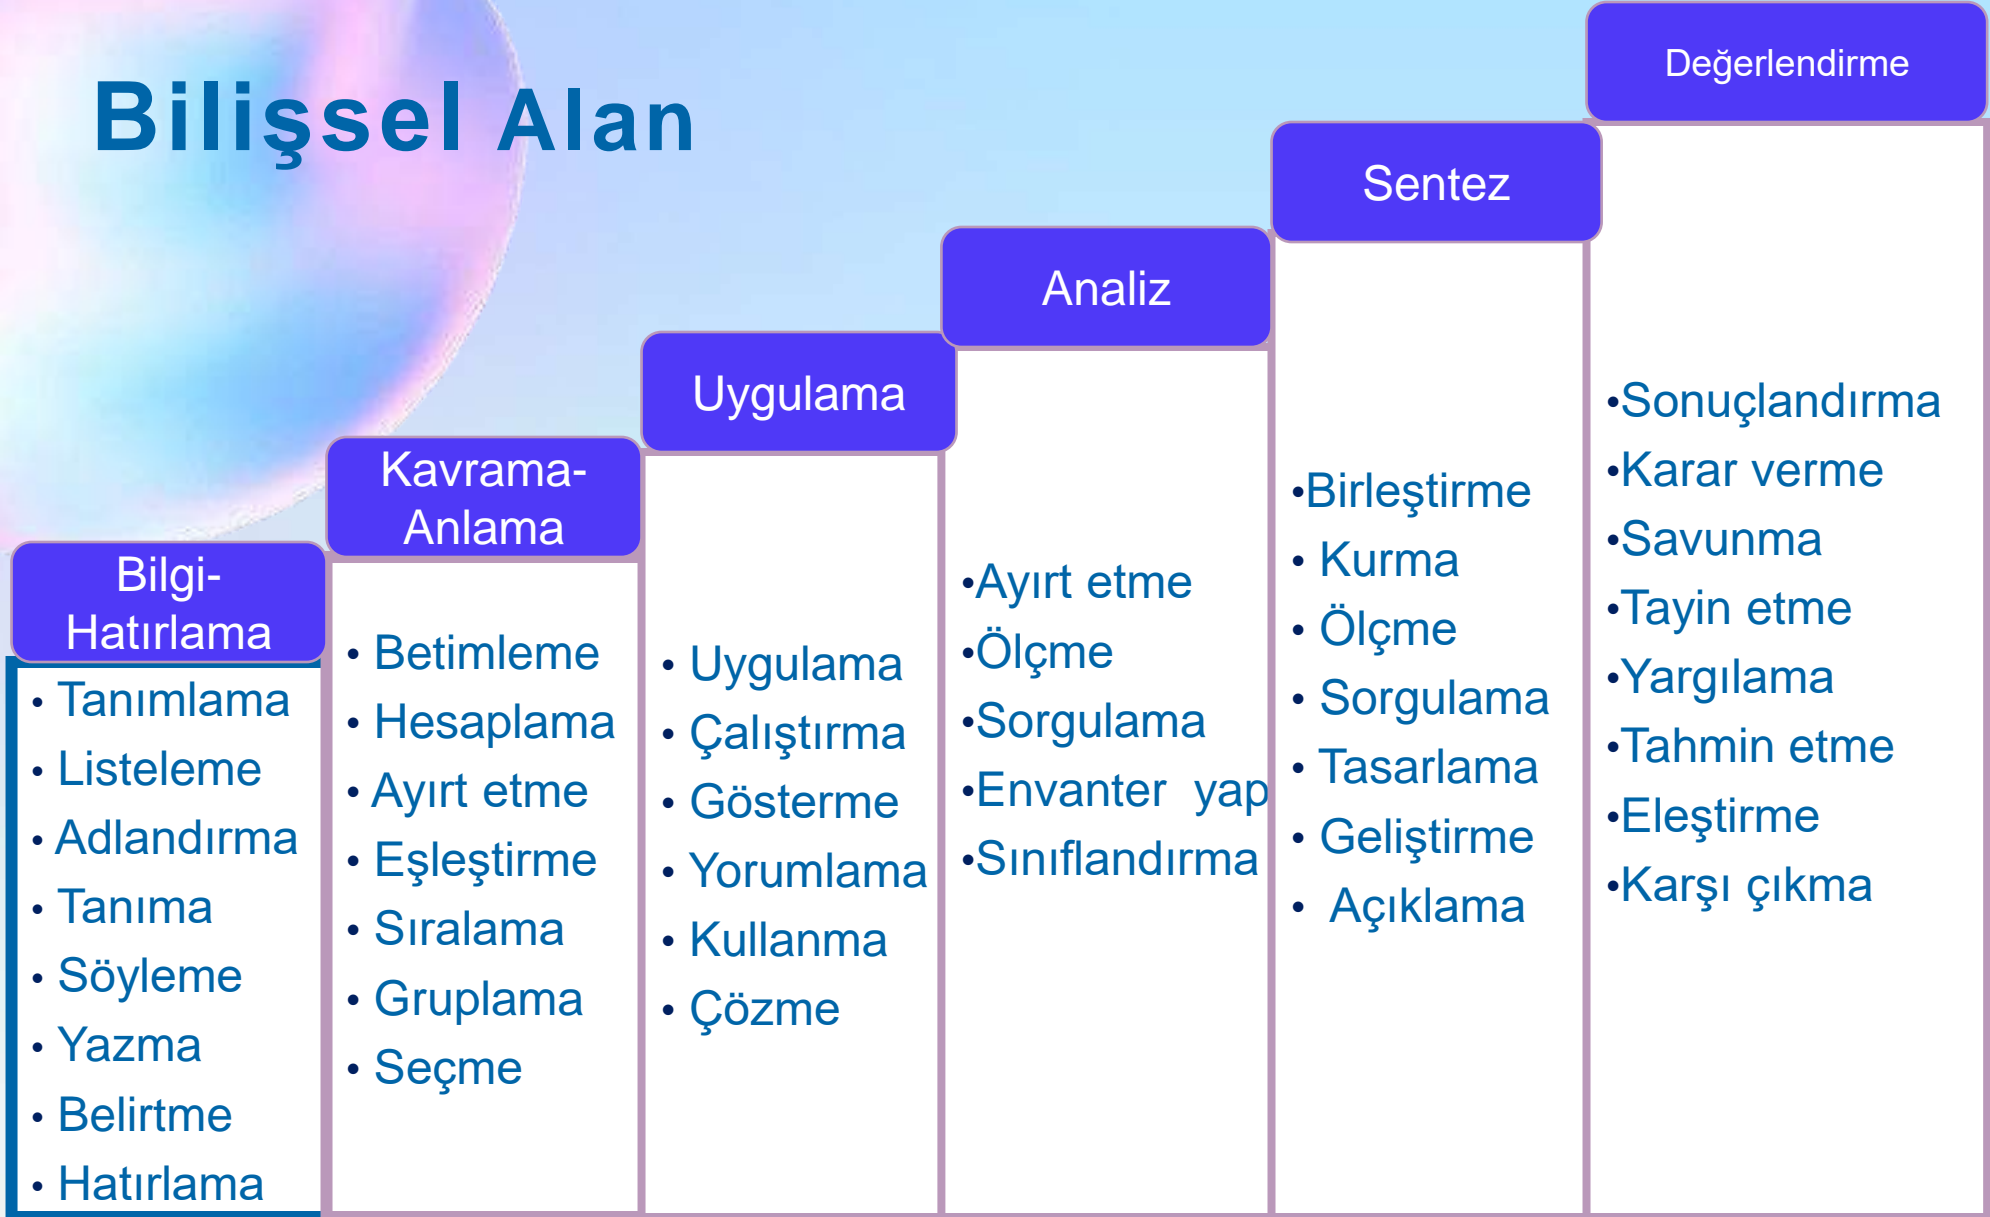 Bilişsel Alan
Bilgi-
Hatırlama
• Tanımlama
• Listeleme
• Adlandırma
• Tanıma
• Söyleme
• Yazma
• Belirtme
• Hatırlama
Kavrama-
Anlama
• Betimleme
• Hesaplama
• Ayırt etme
• Eşleştirme
• Sıralama
• Gruplama
• Seçme
Uygulama
• Uygulama
• Çalıştırma
• Gösterme
• Yorumlama
• Kullanma
• Çözme
Analiz
•Ayırt etme
•Ölçme
•Sorgulama
•Envanter yap
•Sınıflandırma
Sentez
•Birleştirme
• Kurma
• Ölçme
• Sorgulama
• Tasarlama
• Geliştirme
• Açıklama
Değerlendirme
•Sonuçlandırma
•Karar verme
•Savunma
•Tayin etme
•Yargılama
•Tahmin etme
•Eleştirme
•Karşı çıkma